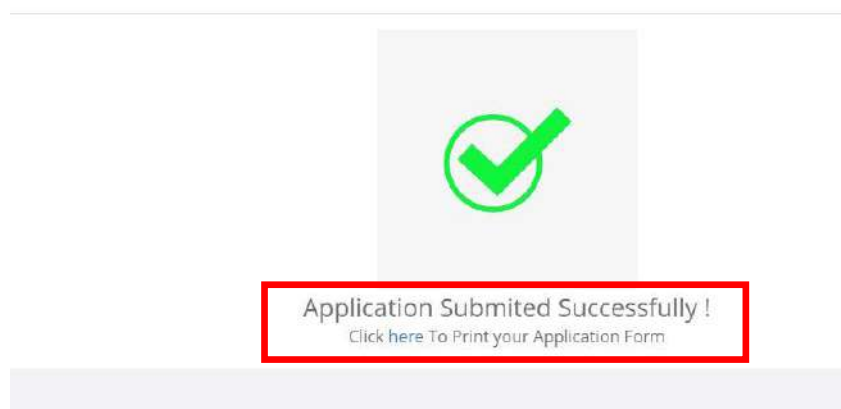 Application Submited Successfully !
Click here To Print your Application Form